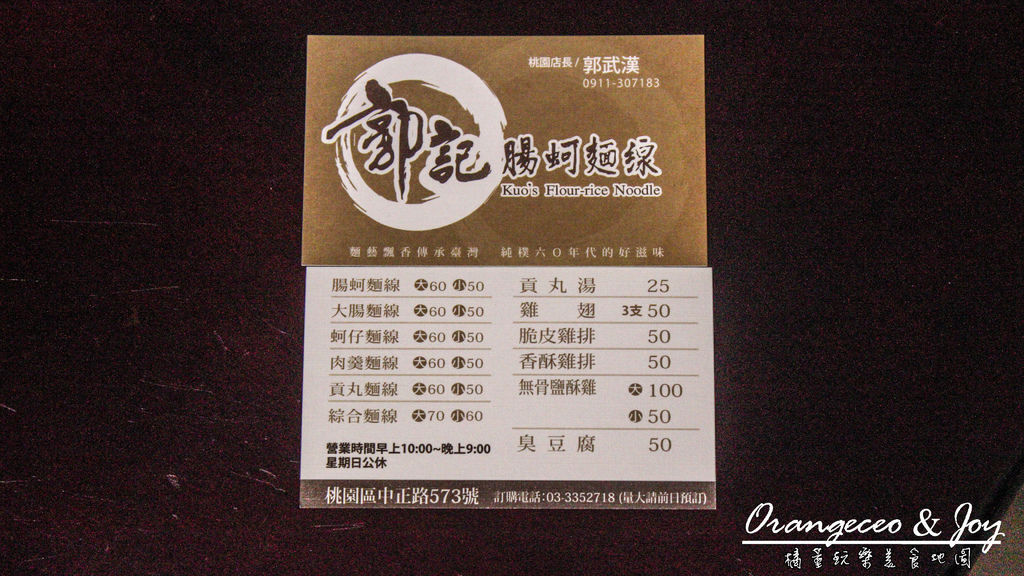 桃園店長 / 郭武漢
0911-307183
郭記 腸蚵麵線
Kuo's Flour-rice Noodle
麵藝飄香傳承臺灣 純樸六0年代的好滋味
腸蚵麵線 大60 小50
大腸麵線 大60 小50
蚵仔麵線 大60 小50
肉羹麵線 大60 小50
貢丸麵線 大60 小50
綜合麵線 大70 小60
營業時間早上10:00~晚上9:00
星期日公休
貢丸湯 25
雞翅 3支 50
脆皮雞排 50
香酥雞排 50
無骨鹽酥雞 大 100
小 50
臭豆腐 50
桃園區中正路573號 訂購電話:03-3352718 (量大請前日預訂)
Orangeceo & Joy
橘董玩樂美食地圖